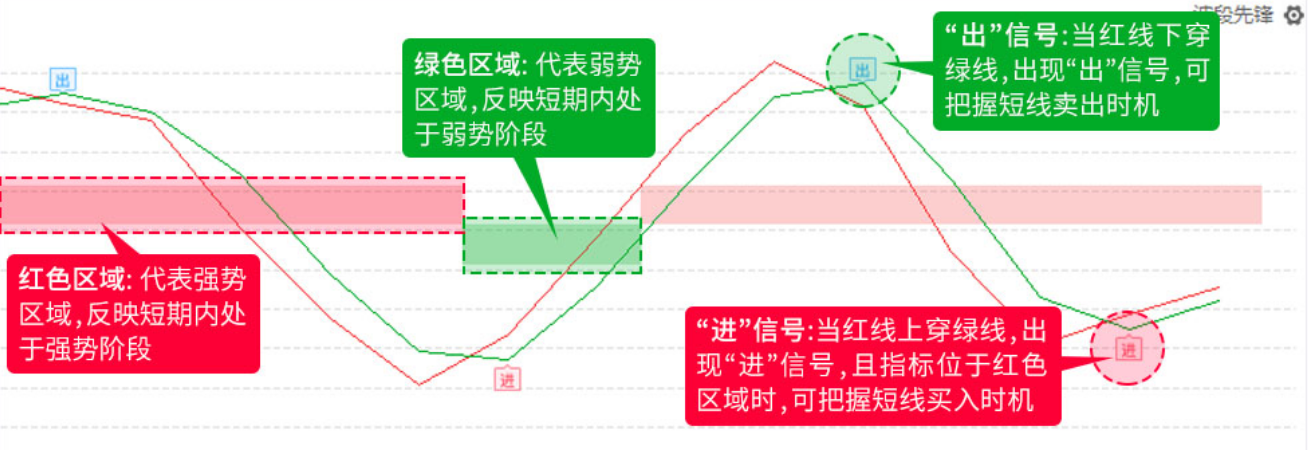 段先锋
“出”信号:当红线下穿
绿线,出现“出”信号,可
把握短线卖出时机
绿色区域: 代表弱势
区域,反映短期内处
于弱势阶段
出
出
红色区域: 代表强势
区域,反映短期内处
于强势阶段
“进”信号:当红线上穿绿线,出
现“进”信号,且指标位于红色
区域时,可把握短线买入时机
进
进